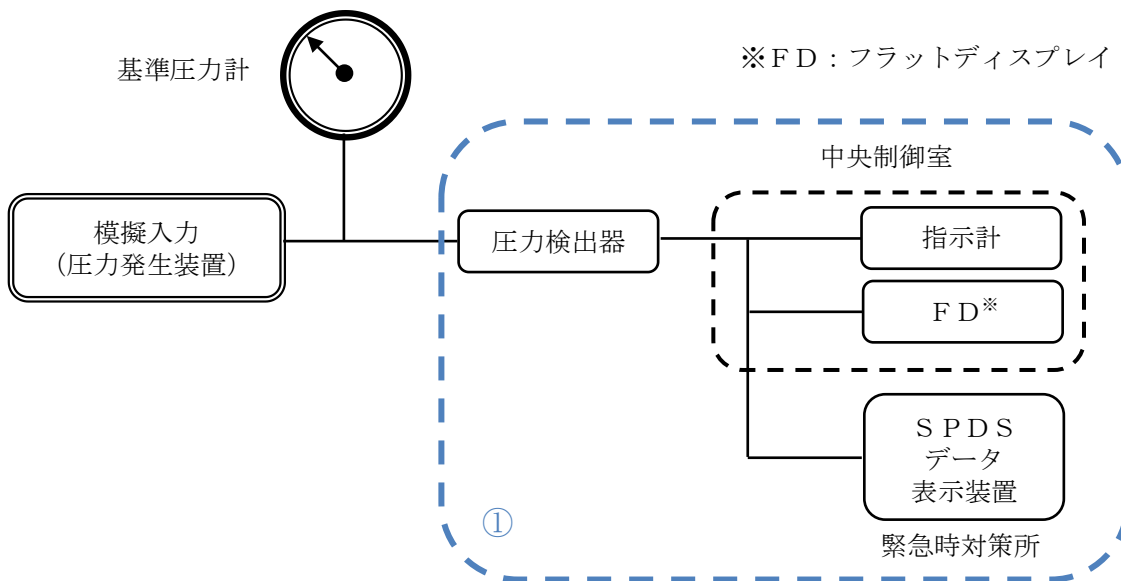 基準圧力計
※ＦＤ：フラットディスプレイ
中央制御室
模擬入力
（圧力発生装置）
圧力検出器
指示計
ＦＤ※
ＳＰＤＳ
データ
表示装置
①
緊急時対策所